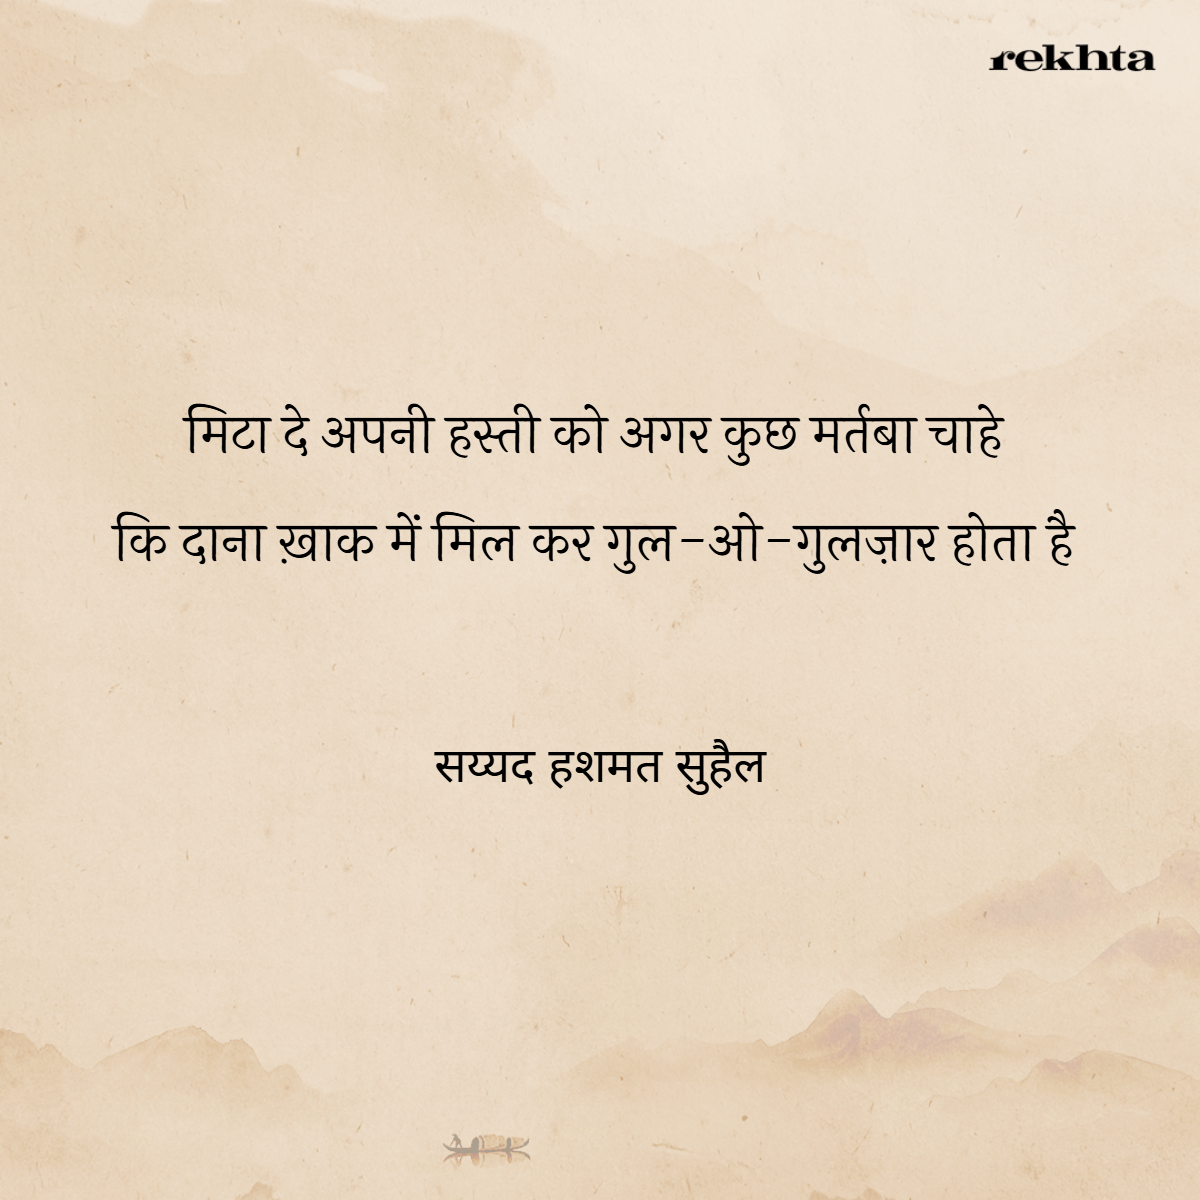 rekhta
मिटा दे अपनी हस्ती को अगर कुछ मर्तबा चाहे
कि दाना ख़ाक में मिल कर गुल-ओ-गुलज़ार होता है
सय्यद हशमत सुहैल